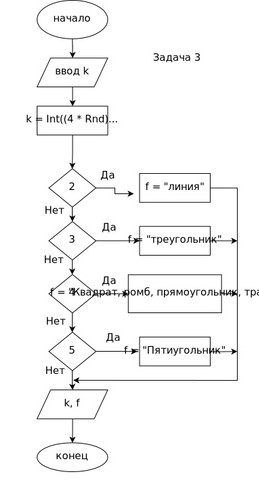 начало
Задача 3
ввод k
k = Int((4 * Rnd)...
2
Да
f = "линия"
Нет
3
Да
f = "треугольник"
Нет
4
Да
f = "Квадрат, ромб, прямоугольник, тра
Нет
5
Да
f = "Пятиугольник"
Нет
k, f
конец